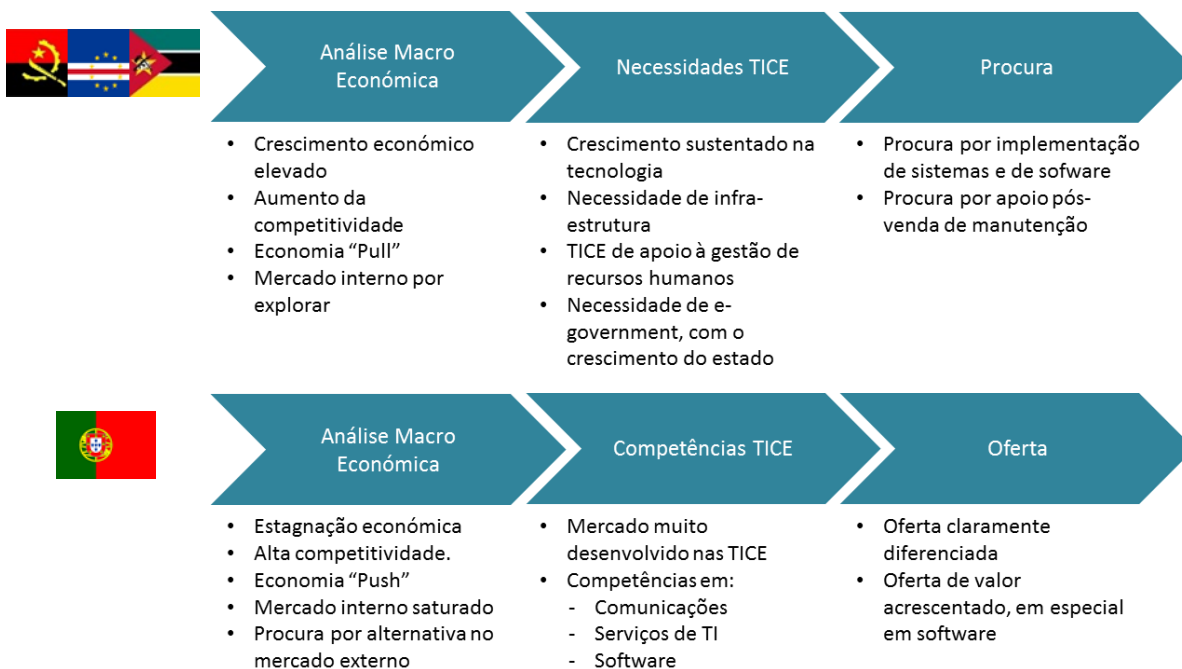 Análise Macro
Económica
Necessidades TICE
Procura
• Crescimento económico
elevado
• Aumento da
competitividade
• Economia “Pull”
• Mercado interno por
explorar
• Crescimento sustentado na
tecnologia
• Necessidade de infra-
estrutura
• TICE de apoio à gestão de
recursos humanos
• Necessidade de e-
government, com o
crescimento do estado
• Procura por implementação
de sistemas e de sofware
• Procura por apoio pós-
venda de manutenção
Análise Macro
Económica
Competências TICE
Oferta
• Estagnação económica
• Alta competitividade.
• Economia “Push”
• Mercado interno saturado
• Procura por alternativa no
mercado externo
• Mercado muito
desenvolvido nas TICE
• Competências em:
- Comunicações
- Serviços de TI
- Software
• Oferta claramente
diferenciada
• Oferta de valor
acrescentado, em especial
em software